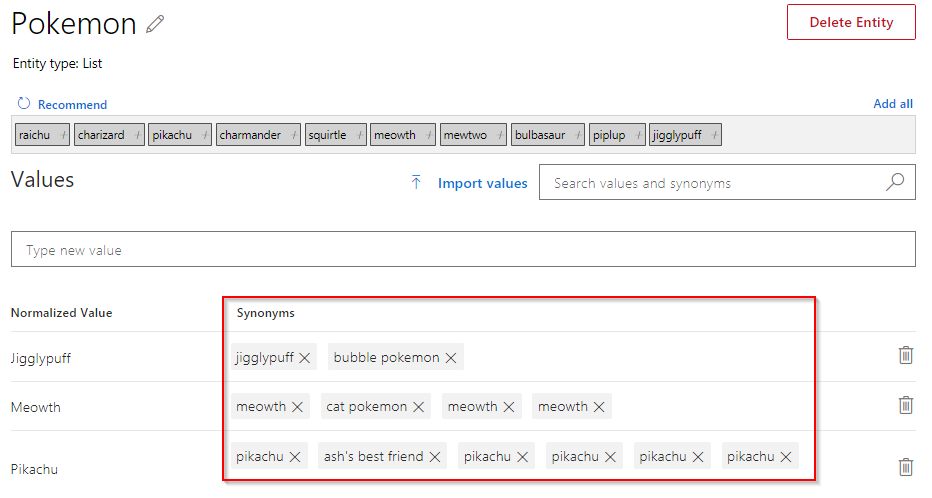 Pokemon
Delete Entity
Entity type: List
Recommend
Add all
raichu charizard pikachu charmander squirtle meowth mewtwo bulbasaur piplup jigglypuff
Values
Import values
Search values and synonyms
Type new value
Normalized Value
Synonyms
Jigglypuff
jigglypuff
bubble pokemon
Meowth
meowth
cat pokemon
meowth
meowth
Pikachu
pikachu
ash's best friend
pikachu
pikachu
pikachu
pikachu